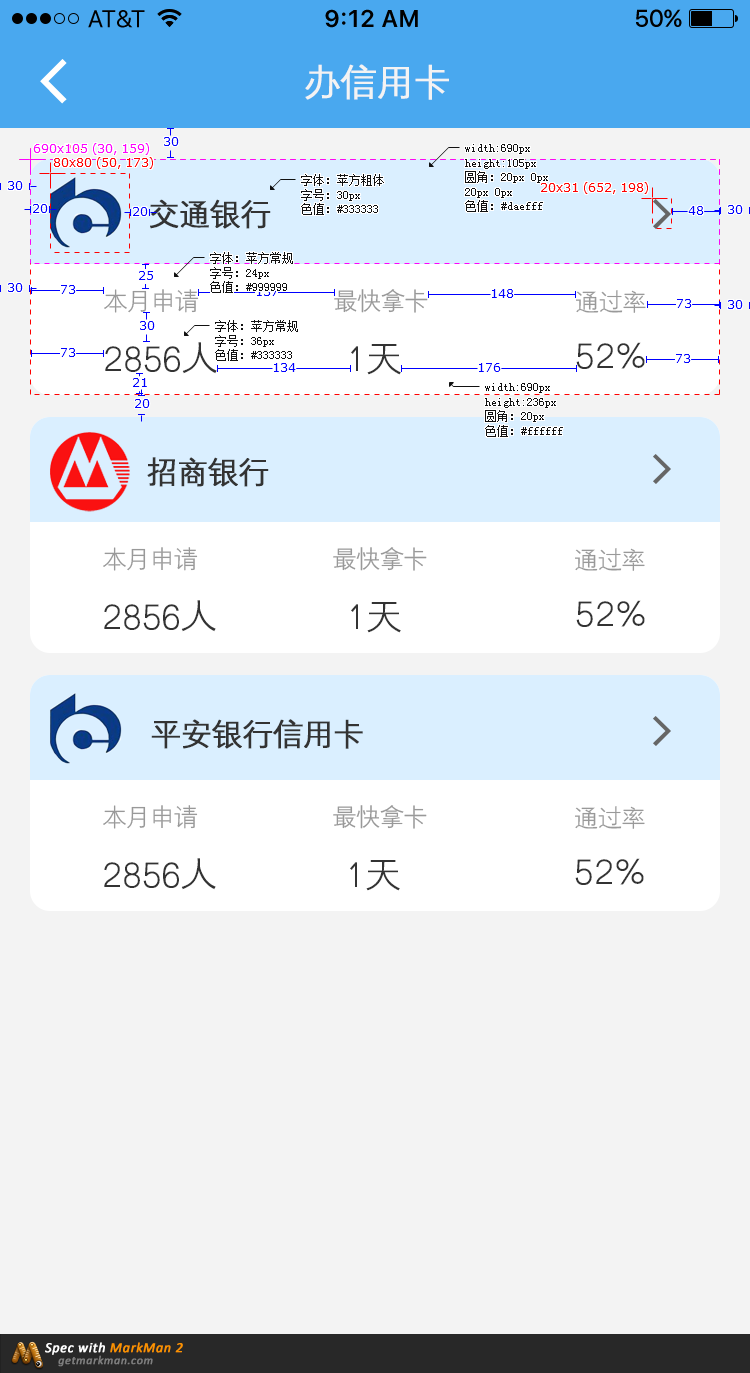 AT&T 9:12 AM 50%
办信用卡
30
690x105 (30, 159)
80x80 (50, 173)
width:690px
height:105px
圆角: 20px 0px
20px 0px
色值: #daefff
20x31 (652, 198)
字体: 苹方粗体
字号: 30px
色值: #333333
30
20
20
交通银行
48
30
字体: 苹方常规
字号: 24px
色值: #999999
25
30
73
137
148
73
30
本月申请 最快拿卡 通过率
30
字体: 苹方常规
字号: 36px
色值: #333333
73
134
176
73
2856人 1天 52%
21
20
width:690px
height:236px
圆角: 20px
色值: #ffffff
招商银行
本月申请 最快拿卡 通过率
2856人 1天 52%
平安银行信用卡
本月申请 最快拿卡 通过率
2856人 1天 52%
Spec with MarkMan 2
getmarkman.com